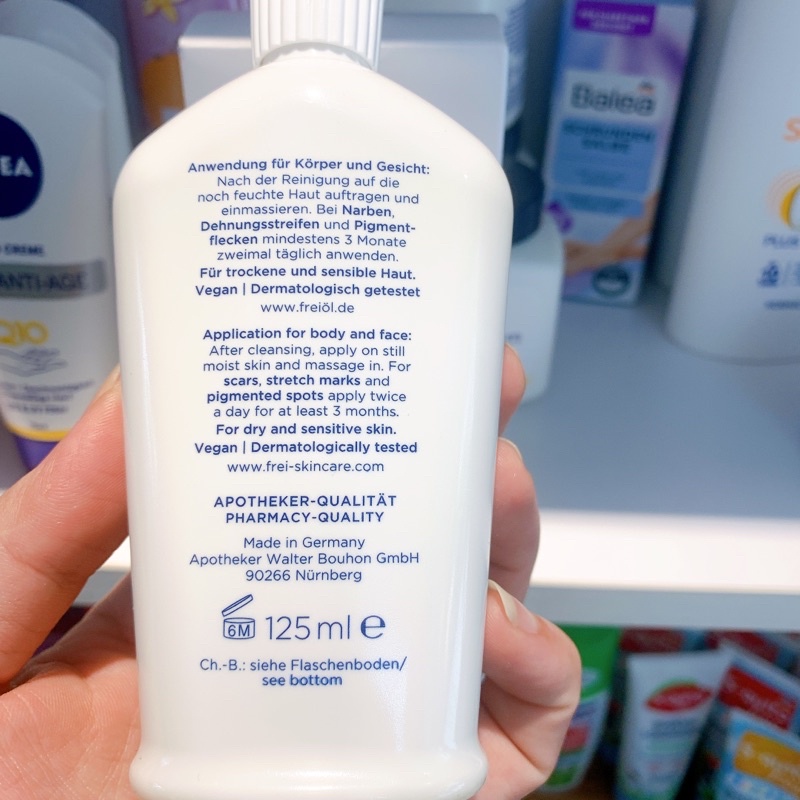 Anwendung für Körper und Gesicht:
Nach der Reinigung auf die
noch feuchte Haut auftragen und
einmassieren. Bei Narben,
Dehnungsstreifen und Pigment-
flecken mindestens 3 Monate
zweimal täglich anwenden.
Für trockene und sensible Haut.
Vegan | Dermatologisch getestet
www.freiöl.de
Application for body and face:
After cleansing, apply on still
moist skin and massage in. For
scars, stretch marks and
pigmented spots apply twice
a day for at least 3 months.
For dry and sensitive skin.
Vegan | Dermatologically tested
www.frei-skincare.com
APOTHEKER-QUALITÄT
PHARMACY-QUALITY
Made in Germany
Apotheker Walter Bouhon GmbH
90266 Nürnberg
6M 125 ml e
Ch.-B.: siehe Flaschenboden/
see bottom
EA
CREME
ANTI-AGE
Q10
Balea
PLUS